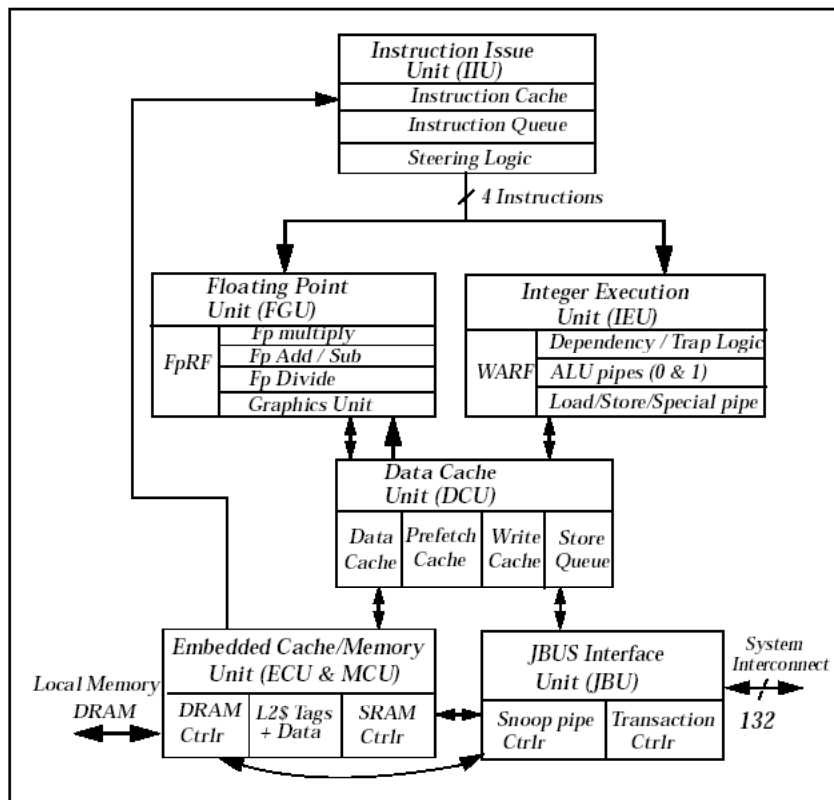 Instruction Issue
Unit (IIU)
Instruction Cache
Instruction Queue
Steering Logic
4 Instructions
Floating Point
Unit (FGU)
FpRF
Fp multiply
Fp Add / Sub
Fp Divide
Graphics Unit
Integer Execution
Unit (IEU)
WARF
Dependency / Trap Logic
ALU pipes (0 & 1)
Load/Store/Special pipe
Data Cache
Unit (DCU)
Data
Cache
Prefetch
Cache
Write
Cache
Store
Queue
Embedded Cache/Memory
Unit (ECU & MCU)
DRAM
Ctrlr
L2$ Tags
+ Data
SRAM
Ctrlr
Local Memory
DRAM
JBUS Interface
Unit (JBU)
Snoop pipe
Ctrlr
Transaction
Ctrlr
System
Interconnect
132